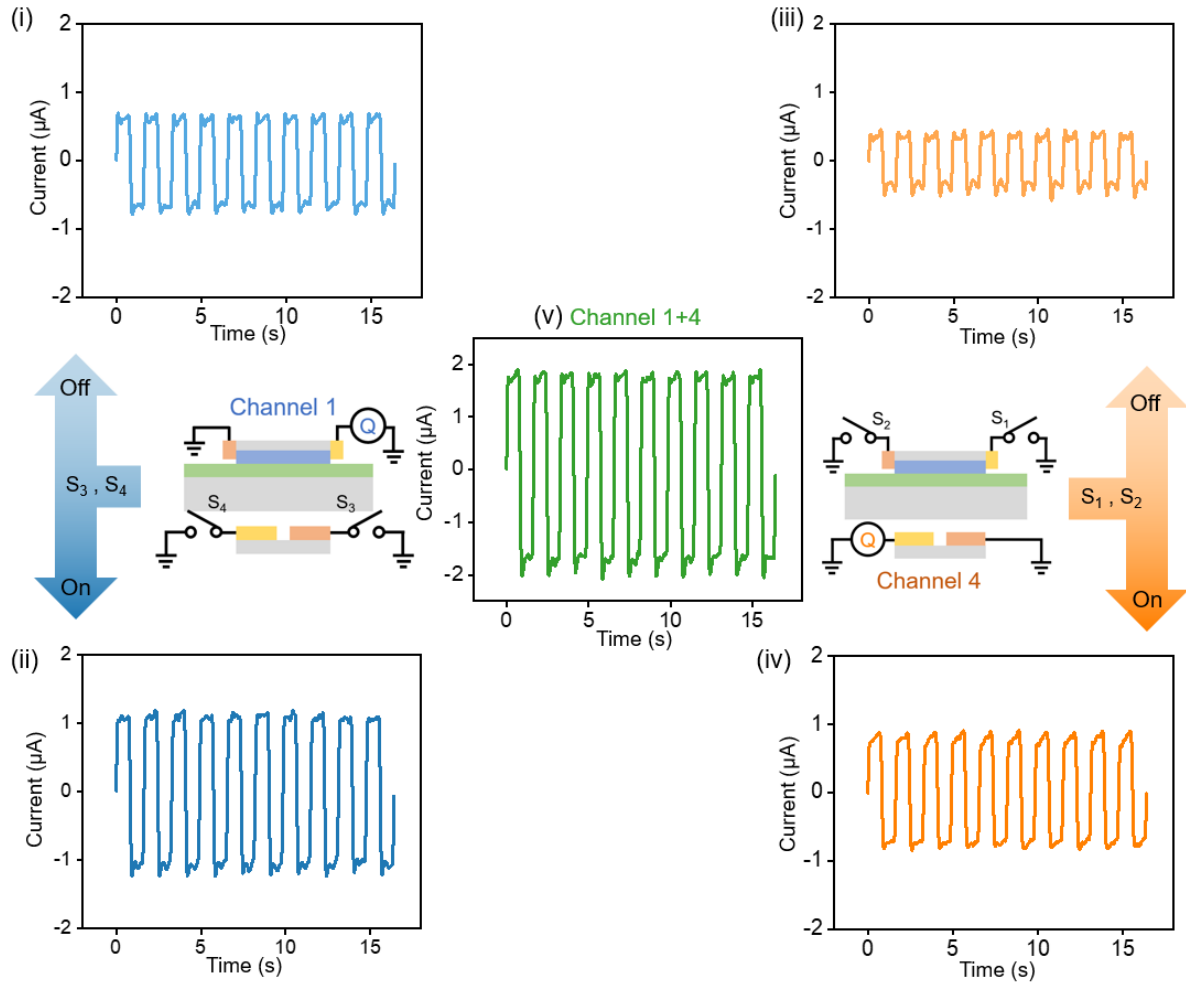 (i)
2
1
0
-1
-2
Current (µA)
0 5 10 15
Time (s)
(iii)
2
1
0
-1
-2
Current (µA)
0 5 10 15
Time (s)
(v) Channel 1+4
2
1
0
-1
-2
Current (µA)
0 5 10 15
Time (s)
Off
S₃ , S₄
On
Channel 1
Q
S₄
S₃
S₂
S₁
Q
Channel 4
Off
S₁ , S₂
On
(ii)
2
1
0
-1
-2
Current (µA)
0 5 10 15
Time (s)
(iv)
2
1
0
-1
-2
Current (µA)
0 5 10 15
Time (s)